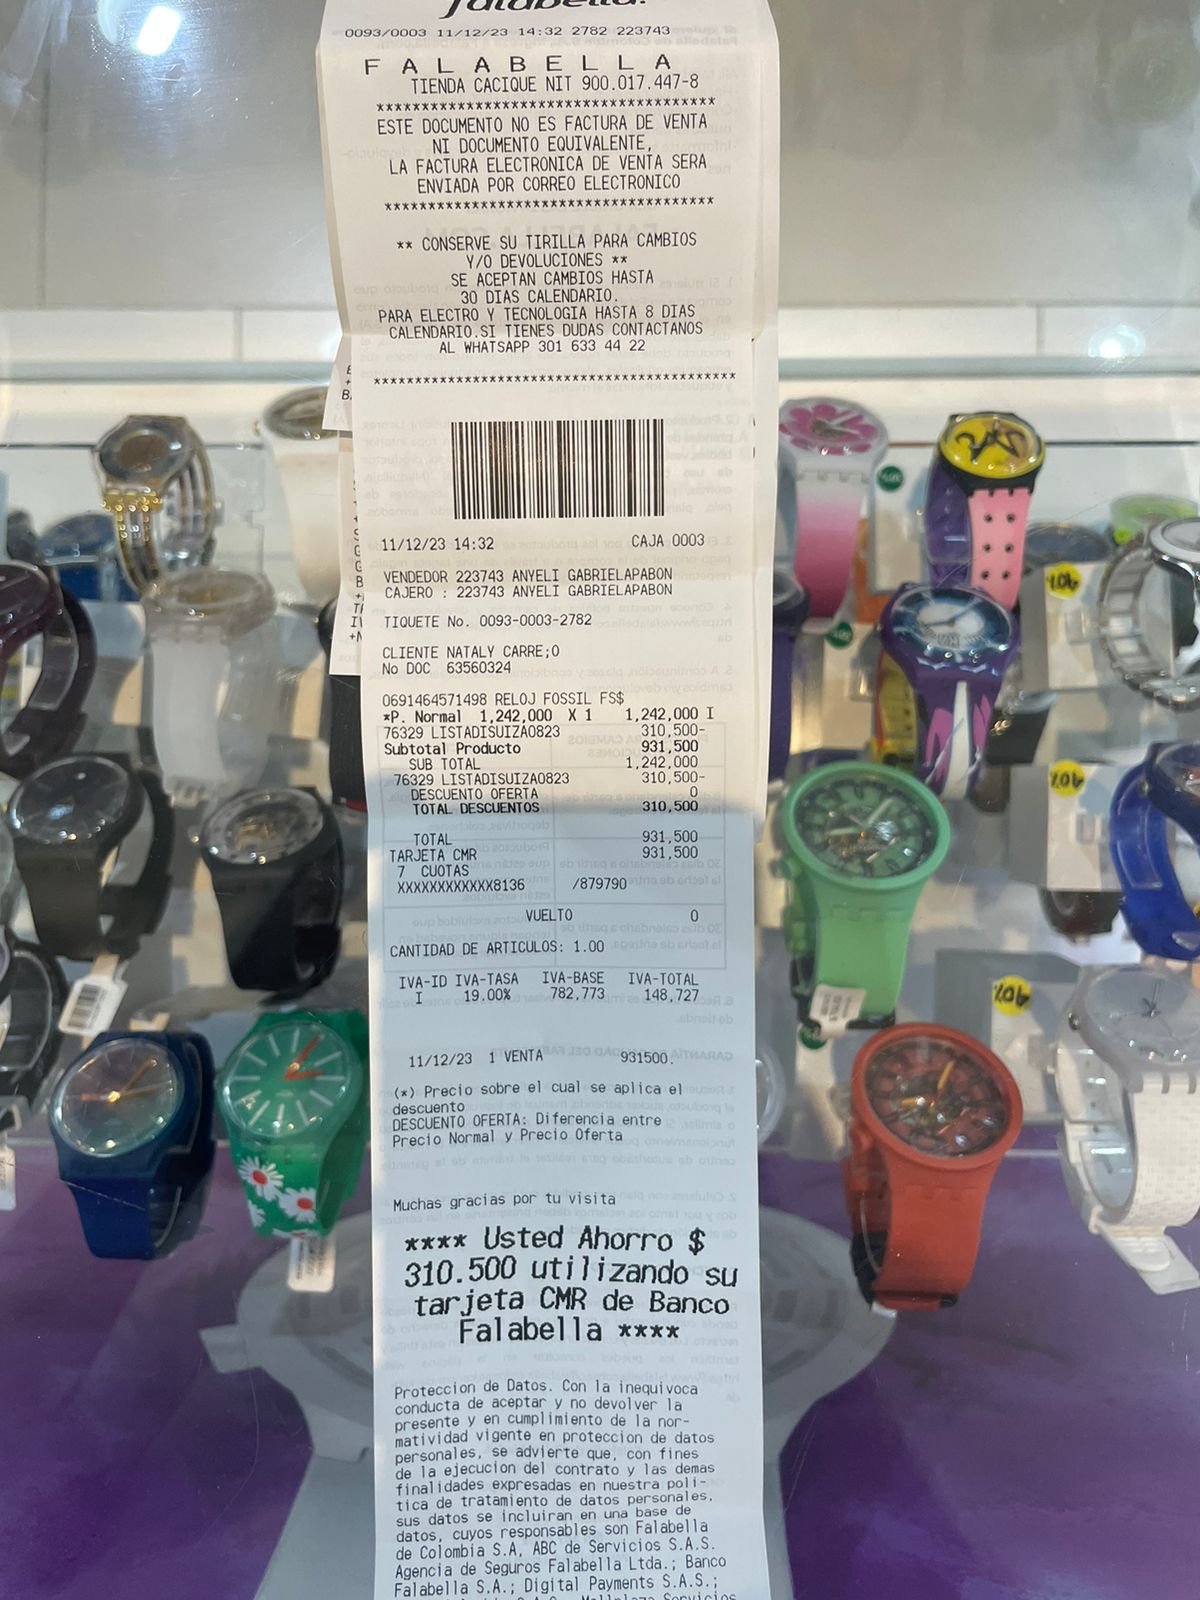 falabella.
0093/0003 11/12/23 14:32 2782 223743
FALABELLA
TIENDA CACIQUE NIT 900.017.447-8
************************************
ESTE DOCUMENTO NO ES FACTURA DE VENTA
NI DOCUMENTO EQUIVALENTE,
LA FACTURA ELECTRONICA DE VENTA SERA
ENVIADA POR CORREO ELECTRONICO
************************************
** CONSERVE SU TIRILLA PARA CAMBIOS
Y/O DEVOLUCIONES **
SE ACEPTAN CAMBIOS HASTA
30 DIAS CALENDARIO.
PARA ELECTRO Y TECNOLOGIA HASTA 8 DIAS
CALENDARIO.SI TIENES DUDAS CONTACTANOS
AL WHATSAPP 301 633 44 22
***************************************
11/12/23 14:32 CAJA 0003
VENDEDOR 223743 ANYELI GABRIELAPABON
CAJERO : 223743 ANYELI GABRIELAPABON
TIQUETE No. 0093-0003-2782
CLIENTE NATALY CARRE;O
No DOC 63560324
0691464571498 RELOJ FOSSIL FS$
*P. Normal 1,242,000 X 1 1,242,000 I
76329 LISTADISUIZA0823 310,500-
Subtotal Producto 931,500
SUB TOTAL 1,242,000
76329 LISTADISUIZA0823 310,500-
DESCUENTO OFERTA 0
TOTAL DESCUENTOS 310,500
TOTAL 931,500
TARJETA CMR 931,500
7 CUOTAS
XXXXXXXXXXXX8136 /879790
VUELTO 0
CANTIDAD DE ARTICULOS: 1.00
IVA-ID IVA-TASA IVA-BASE IVA-TOTAL
I 19.00% 782,773 148,727
11/12/23 1 VENTA 931500.
(*) Precio sobre el cual se aplica el
descuento
DESCUENTO OFERTA: Diferencia entre
Precio Normal y Precio Oferta
Muchas gracias por tu visita
**** Usted Ahorro $
310.500 utilizando su
tarjeta CMR de Banco
Falabella ****
Proteccion de Datos. Con la inequivoca
conducta de aceptar y no devolver la
presente y en cumplimiento de la nor-
matividad vigente en proteccion de datos
personales, se advierte que, con fines
de la ejecucion del contrato y las demas
finalidades expresadas en nuestra poli-
tica de tratamiento de datos personales,
sus datos se incluiran en una base de
datos, cuyos responsables son Falabella
de Colombia S.A, ABC de Servicios S.A.S.
Agencia de Seguros Falabella Ltda.; Banco
Falabella S.A.; Digital Payments S.A.S.;
40%
40%
40%